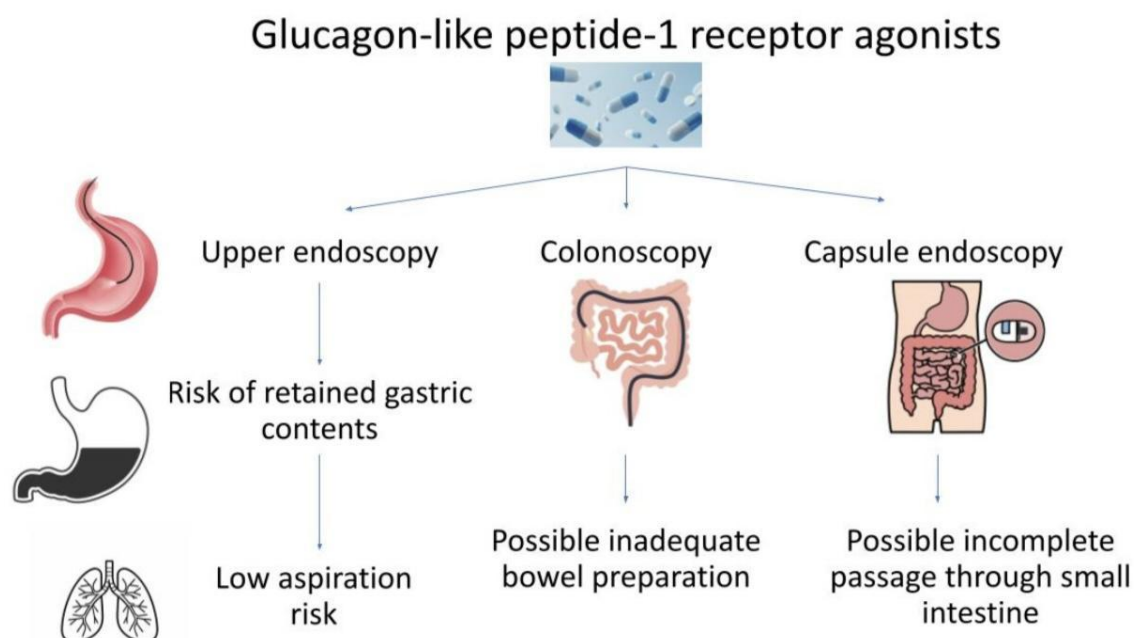 Glucagon-like peptide-1 receptor agonists
Upper endoscopy
Risk of retained gastric
contents
Low aspiration
risk
Colonoscopy
Possible inadequate
bowel preparation
Capsule endoscopy
Possible incomplete
passage through small
intestine